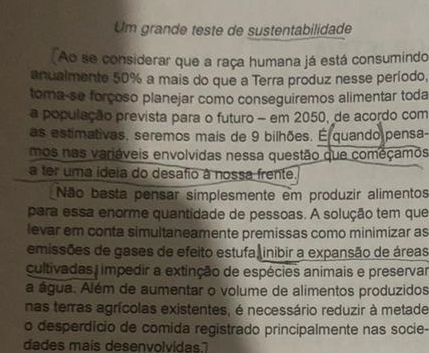 Um grande teste de sustentabilidade
Ao se considerar que a raça humana já está consumindo
anualmente 50% a mais do que a Terra produz nesse período,
torna-se forçoso planejar como conseguiremos alimentar toda
a população prevista para o futuro – em 2050, de acordo com
as estimativas, seremos mais de 9 bilhões. É quando pensa-
mos nas variáveis envolvidas nessa questão que começamos
a ter uma ideia do desafio à nossa frente.
Não basta pensar simplesmente em produzir alimentos
para essa enorme quantidade de pessoas. A solução tem que
levar em conta simultaneamente premissas como minimizar as
emissões de gases de efeito estufa, inibir a expansão de áreas
cultivadas, impedir a extinção de espécies animais e preservar
a água. Além de aumentar o volume de alimentos produzidos
nas terras agrícolas existentes, é necessário reduzir à metade
o desperdício de comida registrado principalmente nas socie-
dades mais desenvolvidas.